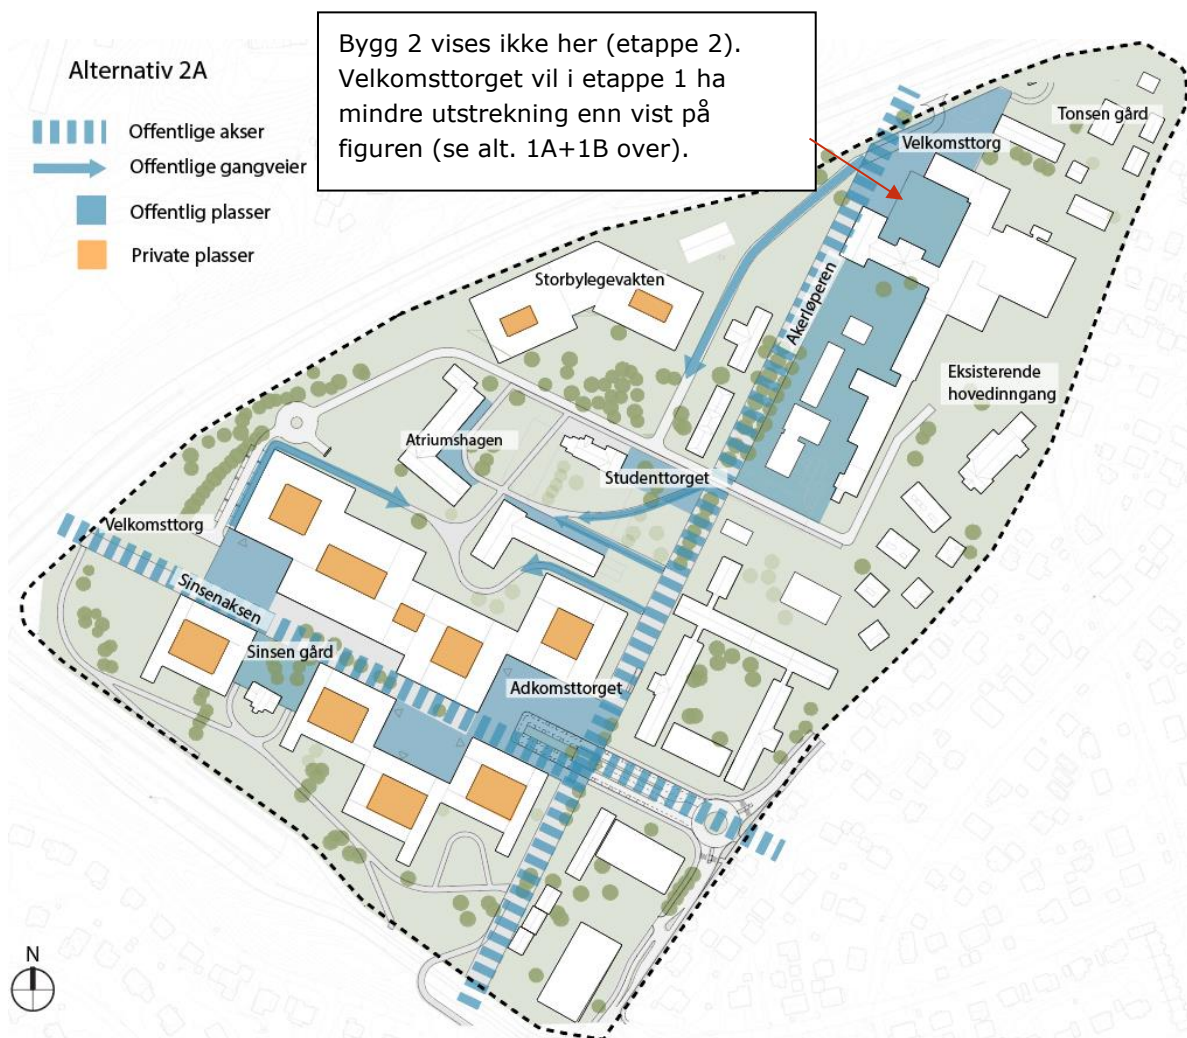 Bygg 2 vises ikke her (etappe 2).
Velkomsttorget vil i etappe 1 ha
mindre utstrekning enn vist på
figuren (se alt. 1A+1B over).
Alternativ 2A
Offentlige akser
Offentlige gangveier
Offentlig plasser
Private plasser
Tonsen gård
Velkomsttorg
Storbylegevakten
Akerløperen
Eksisterende
hovedinngang
Atriumshagen
Studenttorget
Velkomsttorg
Sinsenaksen
Sinsen gård
Adkomsttorget
N